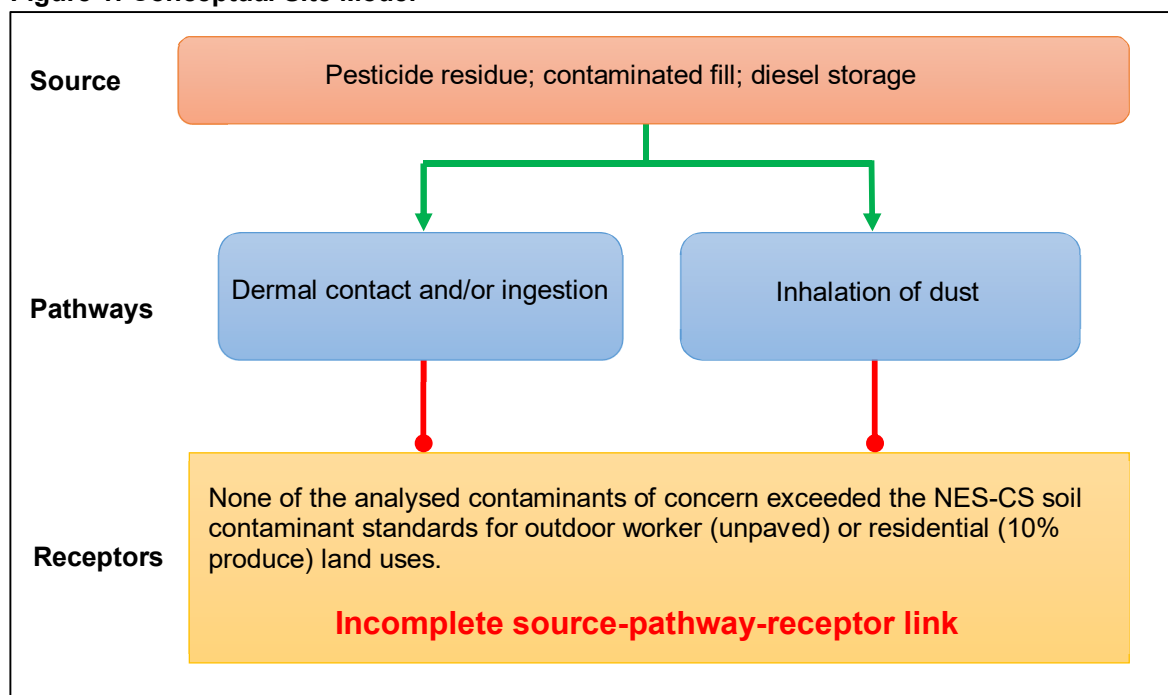 Source
Pesticide residue; contaminated fill; diesel storage
Pathways
Dermal contact and/or ingestion
Inhalation of dust
Receptors
None of the analysed contaminants of concern exceeded the NES-CS soil
contaminant standards for outdoor worker (unpaved) or residential (10%
produce) land uses.
Incomplete source-pathway-receptor link